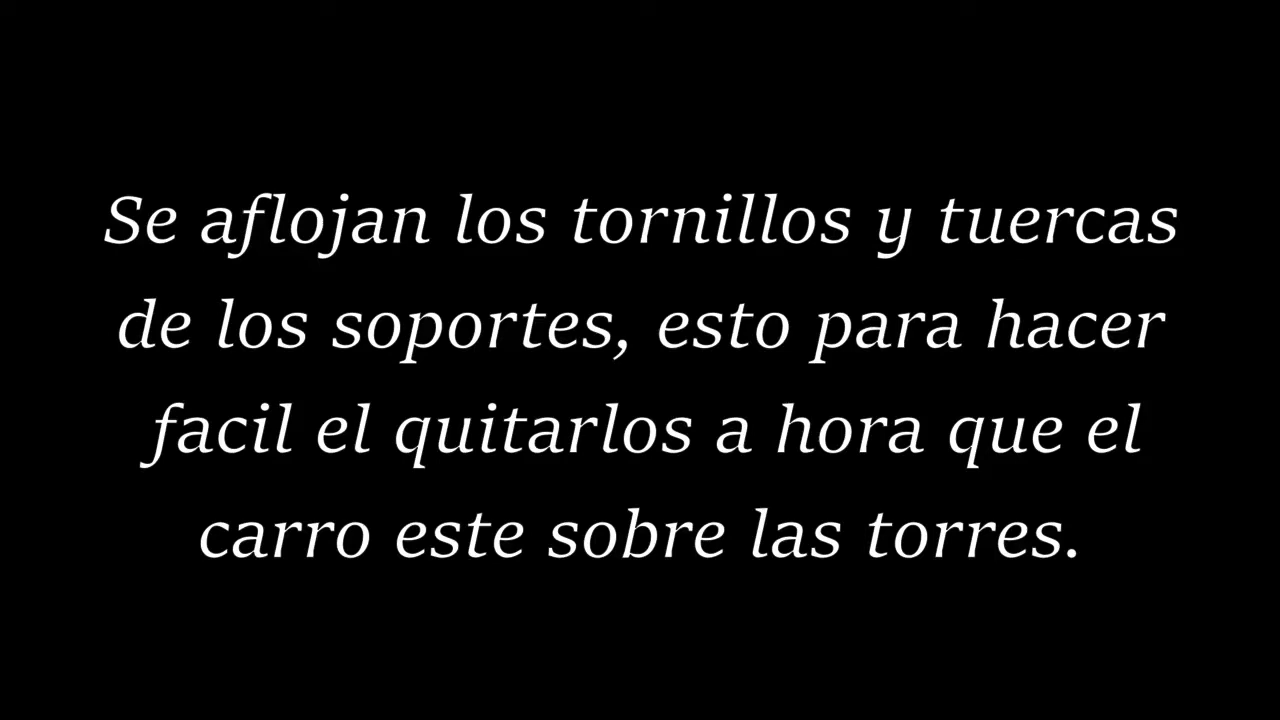 Se aflojan los tornillos y tuercas
de los soportes, esto para hacer
facil el quitarlos a hora que el
carro este sobre las torres.